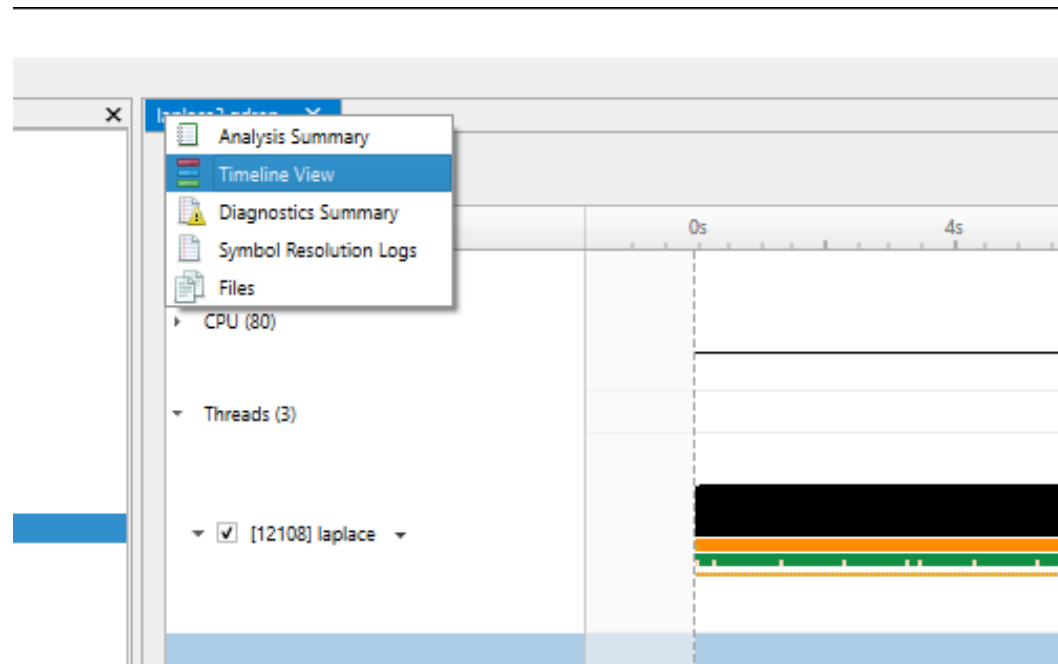 Analysis Summary
Timeline View
Diagnostics Summary
Symbol Resolution Logs
Files
0s 4s
CPU (80)
Threads (3)
[12108] laplace